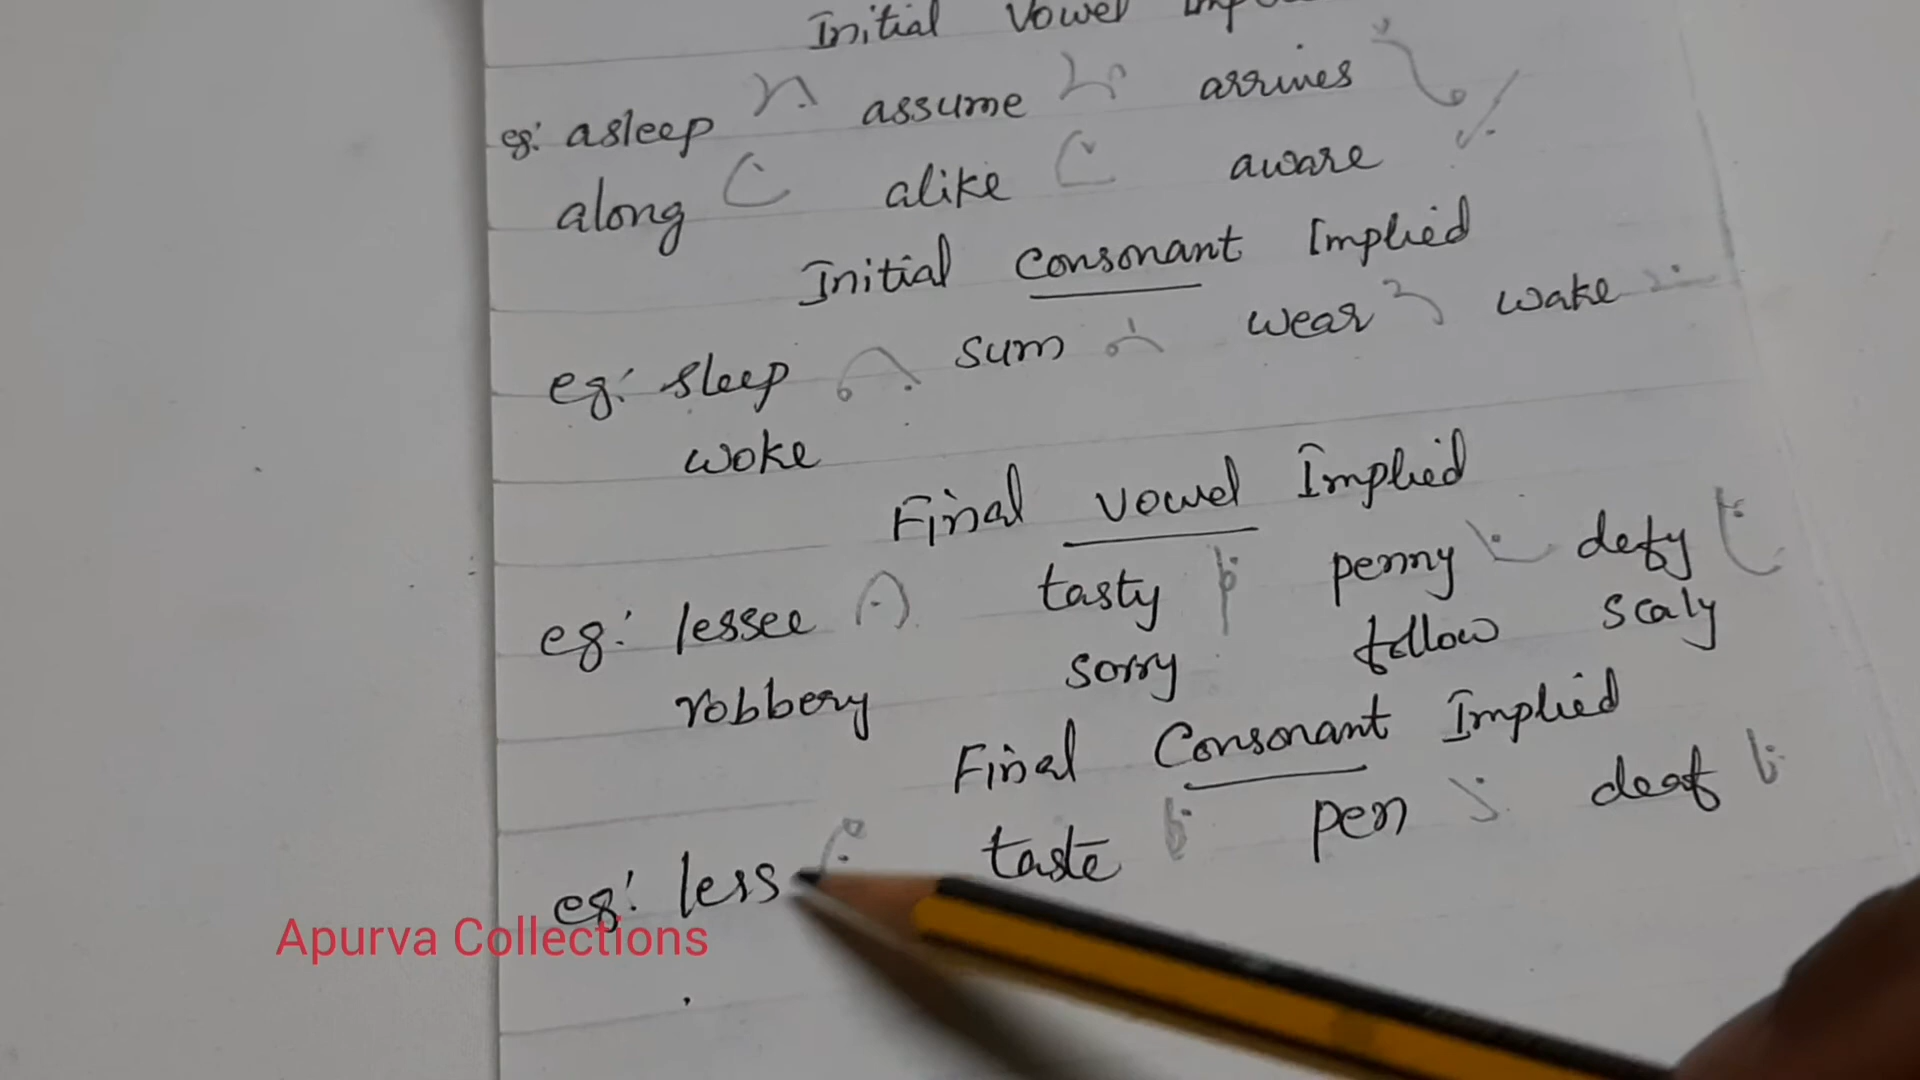 Initial Vowel
eg: asleep assume arrives
along alike aware
Initial Consonant Implied
eg: sleep sum wear wake
woke
Final Vowel Implied
eg: lessee tasty penny defy
robbery sorry follow scaly
Final Consonant Implied
eg: less taste pen deaf
Apurva Collections